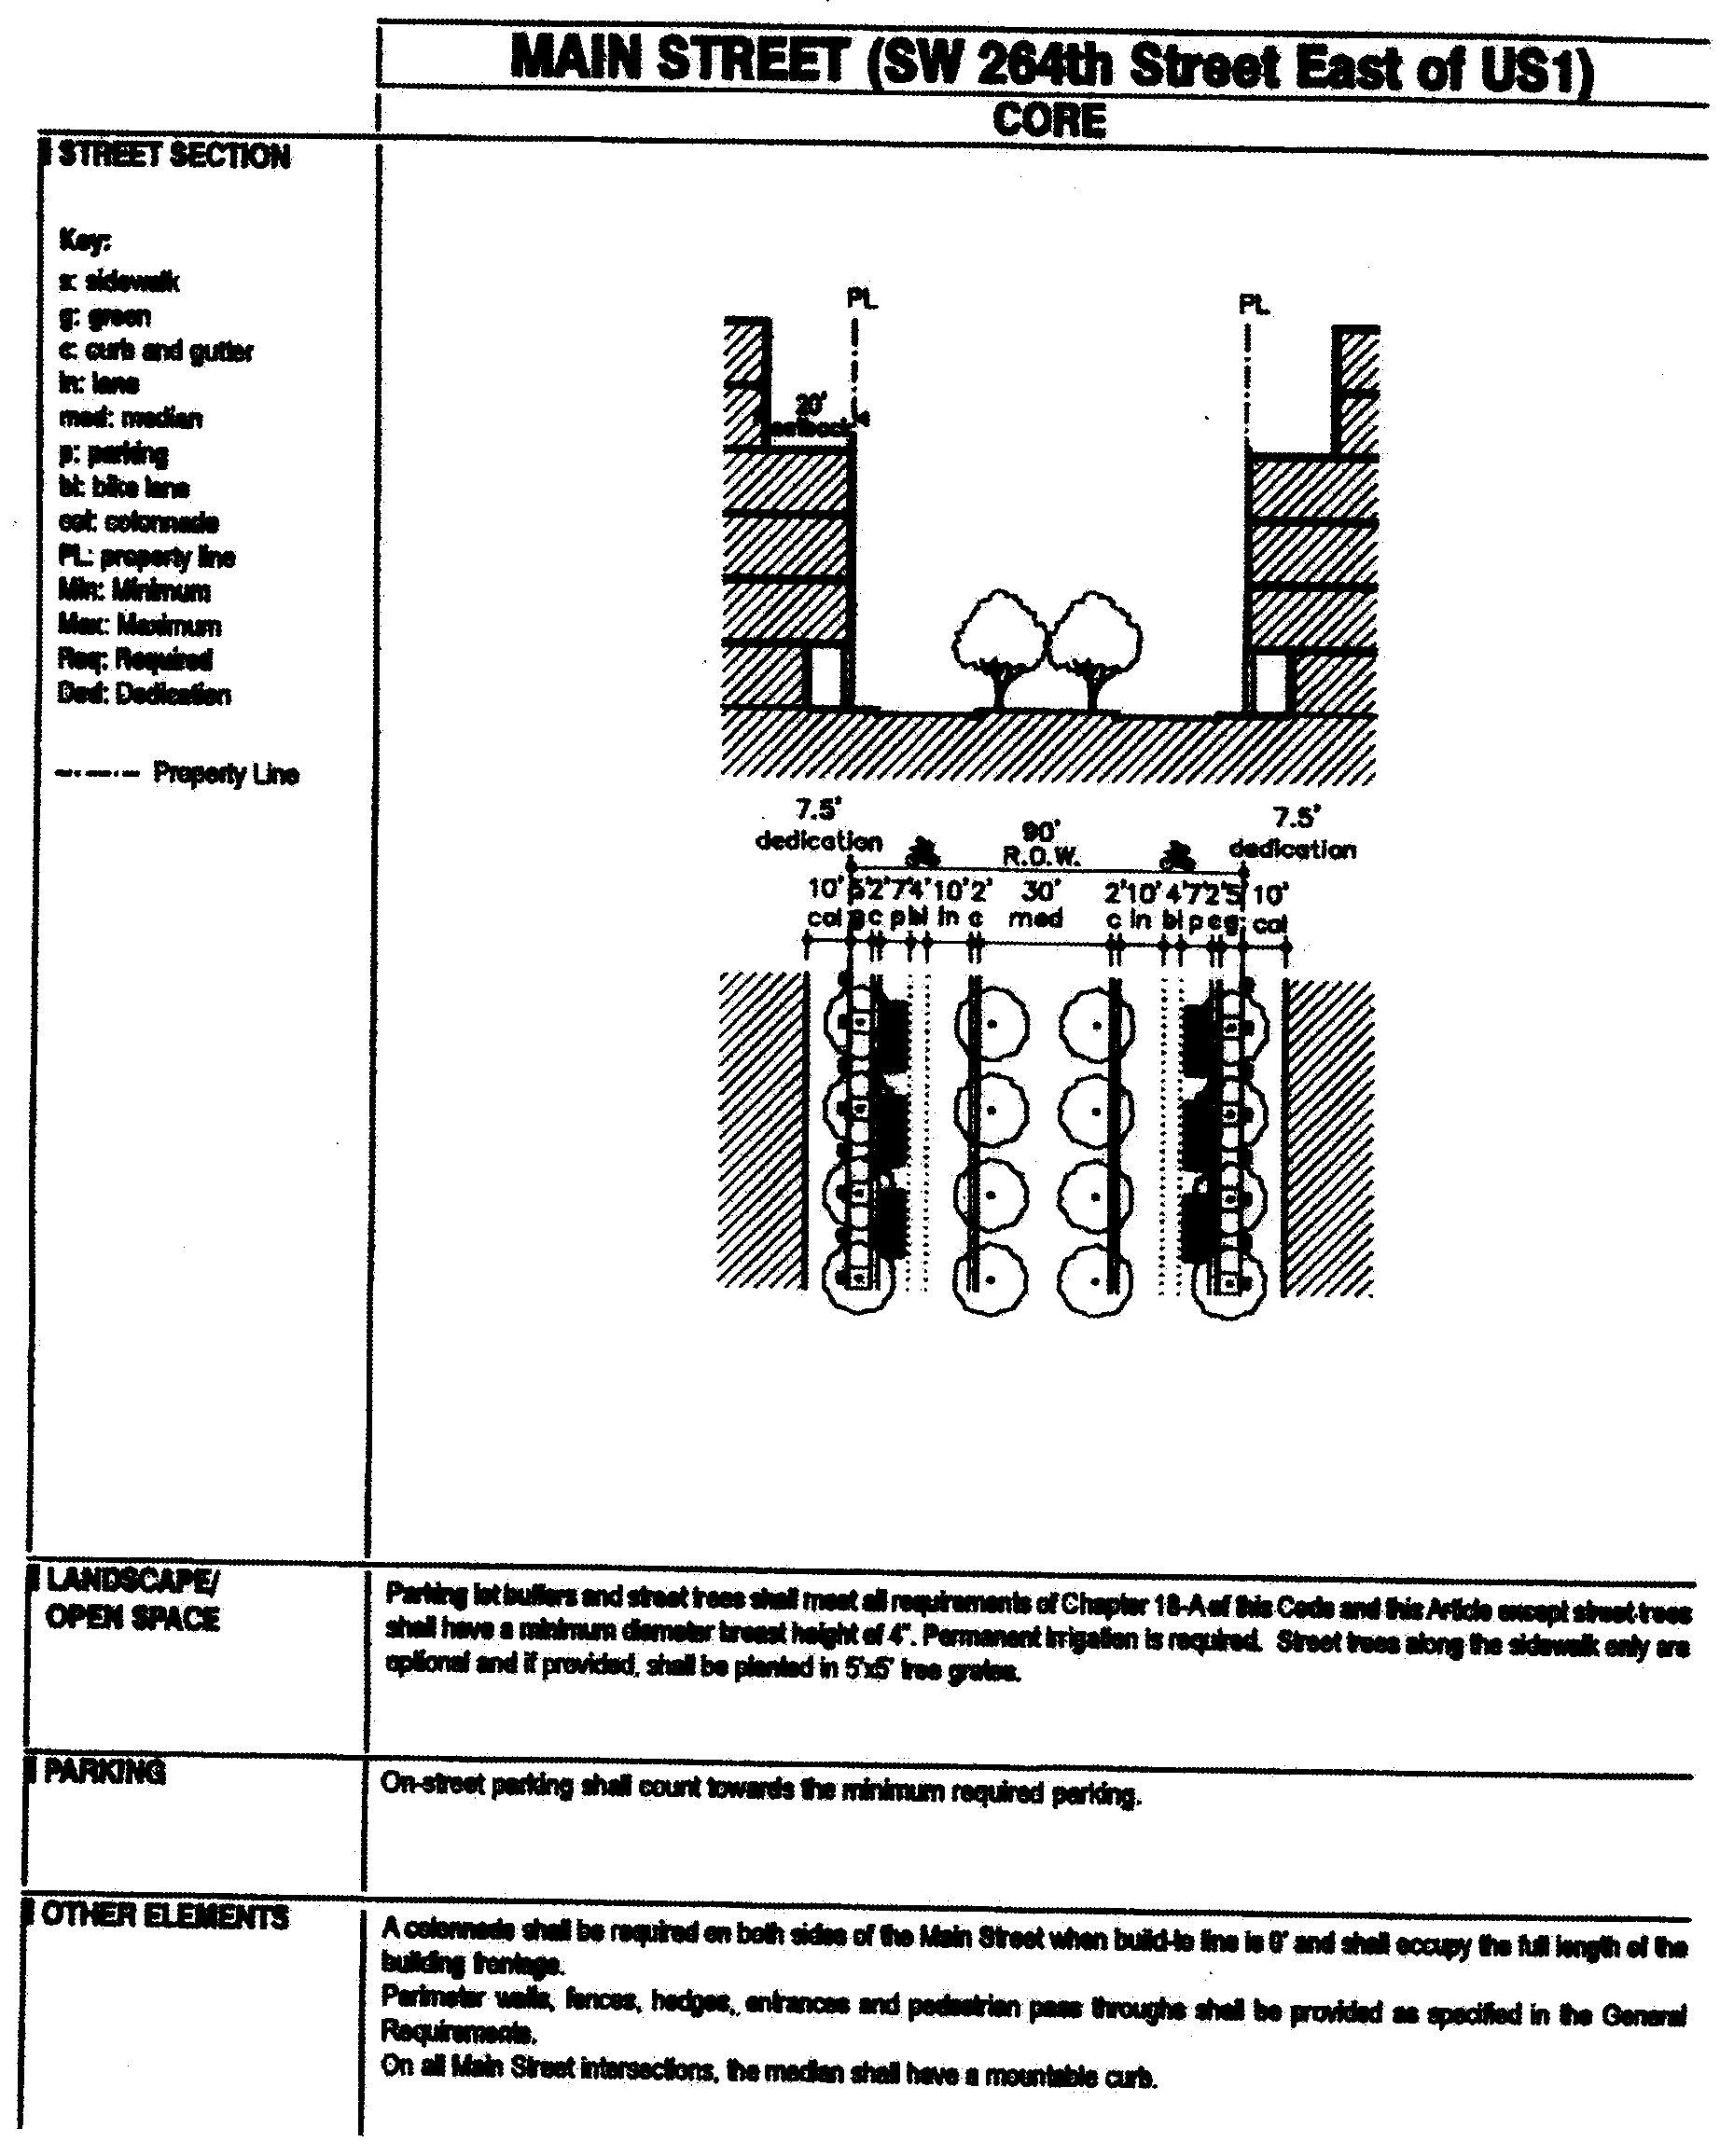 MAIN STREET (SW 264th Street East of US1)
CORE
STREET SECTION
Key:
s: sidewalk
g: green
c: curb and gutter
ln: lane
med: median
p: parking
bl: bike lane
col: colonnade
PL: property line
Min: Minimum
Max: Maximum
Req: Required
Ded: Dedication
Property Line
PL PL
20'
setback
7.5' 90' 7.5'
dedication R.O.W. dedication
10' 5' 2' 7' 4' 10' 2' 30' 2' 10' 4' 7' 2' 5' 10'
col g c p bl ln c med c ln bl p c g col
LANDSCAPE/
OPEN SPACE
Parking lot buffers and street trees shall meet all requirements of Chapter 18-A of this Code and this Article except street trees
shall have a minimum diameter breast height of 4". Permanent irrigation is required. Street trees along the sidewalk only are
optional and if provided, shall be planted in 5'x5' tree grates.
PARKING
On-street parking shall count towards the minimum required parking.
OTHER ELEMENTS
A colonnade shall be required on both sides of the Main Street when build-to line is 0' and shall occupy the full length of the
building frontage.
Perimeter walls, fences, hedges, entrances and pedestrian pass throughs shall be provided as specified in the General
Requirements.
On all Main Street intersections, the median shall have a mountable curb.